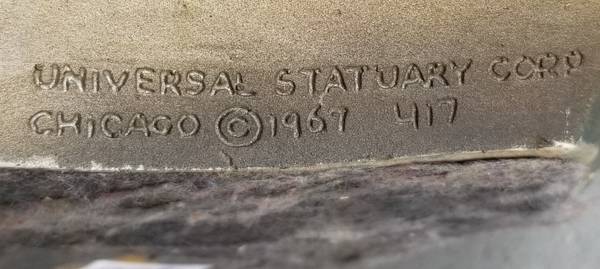 UNIVERSAL STATUARY CORP
CHICAGO © 1967 417